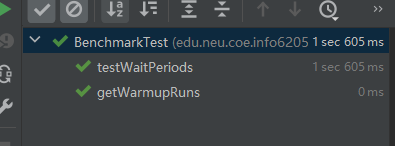 BenchmarkTest (edu.neu.coe.info6205 1 sec 605 ms
testWaitPeriods 1 sec 605 ms
getWarmupRuns 0 ms